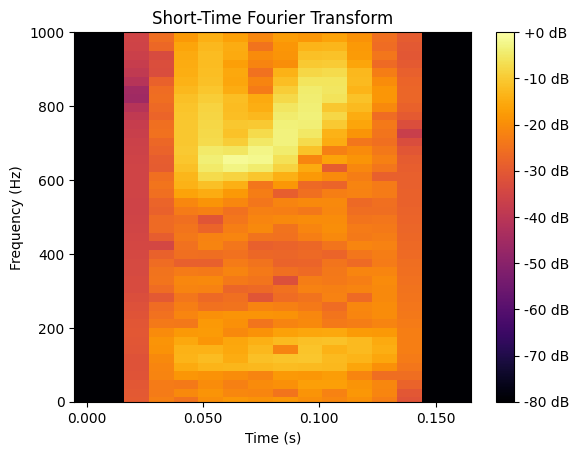 Short-Time Fourier Transform
1000
800
600
400
200
0
Frequency (Hz)
0.000
0.050
0.100
0.150
Time (s)
+0 dB
-10 dB
-20 dB
-30 dB
-40 dB
-50 dB
-60 dB
-70 dB
-80 dB